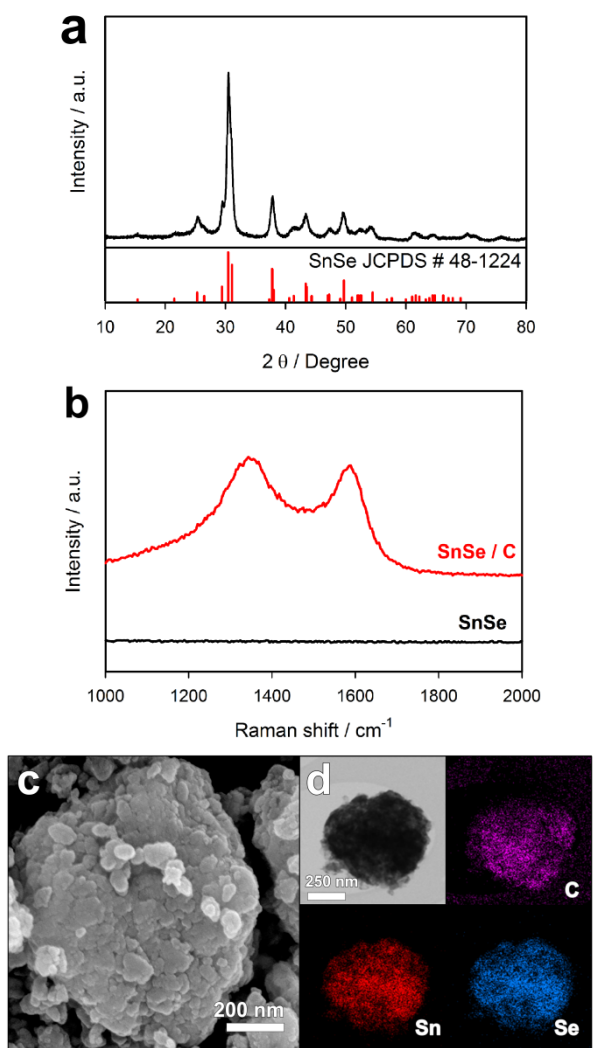 a
Intensity / a.u.
SnSe JCPDS # 48-1224
10 20 30 40 50 60 70 80
2 θ / Degree
b
Intensity / a.u.
SnSe / C
SnSe
1000 1200 1400 1600 1800 2000
Raman shift / cm⁻¹
c
200 nm
d
250 nm
C
Sn
Se